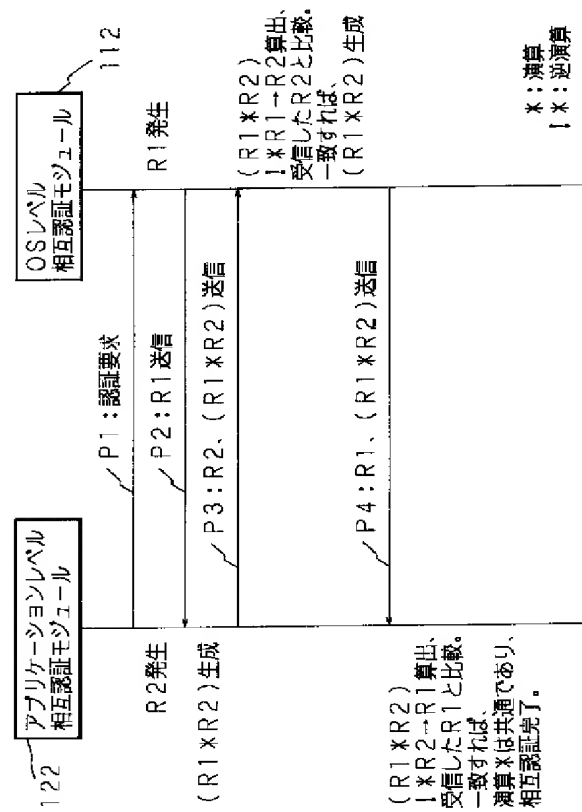 122
アプリケーションレベル
相互認証モジュール
OSレベル
相互認証モジュール
112
P1:認証要求
R2発生
R1発生
P2:R1送信
(R1*R2)生成
P3:R2、(R1*R2)送信
(R1*R2)
!*R1→R2算出、
受信したR2と比較。
一致すれば、
(R1*R2)生成
P4:R1、(R1*R2)送信
(R1*R2)
!*R2→R1算出、
受信したR1と比較。
一致すれば、
演算*は共通であり、
相互認証完了。
*:演算
!*:逆演算